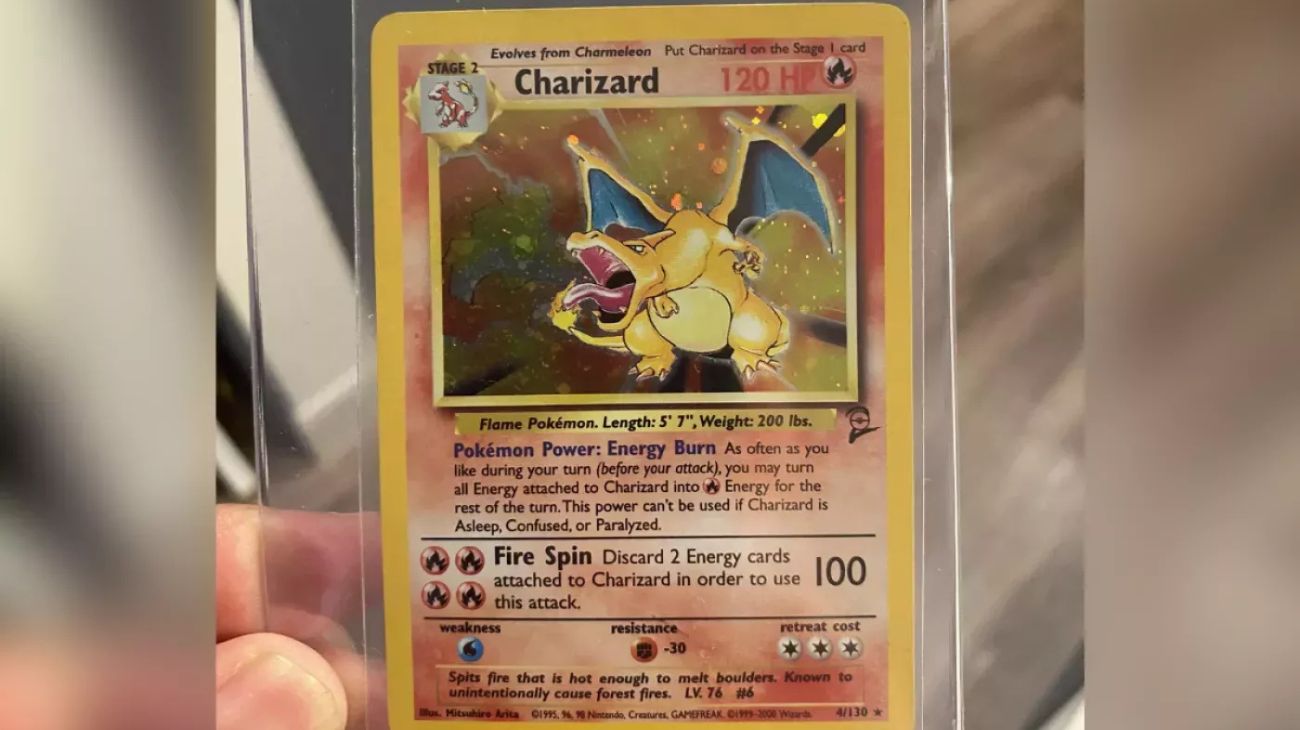 Evolves from Charmeleon Put Charizard on the Stage 1 card
STAGE 2
Charizard 120 HP
Flame Pokémon. Length: 5' 7", Weight: 200 lbs.
Pokémon Power: Energy Burn As often as you
like during your turn (before your attack), you may turn
all Energy attached to Charizard into Energy for the
rest of the turn. This power can't be used if Charizard is
Asleep, Confused, or Paralyzed.
Fire Spin Discard 2 Energy cards
attached to Charizard in order to use 100
this attack.
weakness resistance retreat cost
-30
Spits fire that is hot enough to melt boulders. Known to
unintentionally cause forest fires. LV. 76 #6
Illus. Mitsuhiro Arita ©1995, 96, 98 Nintendo, Creatures, GAMEFREAK. ©1999-2000 Wizards. 4/130 ★